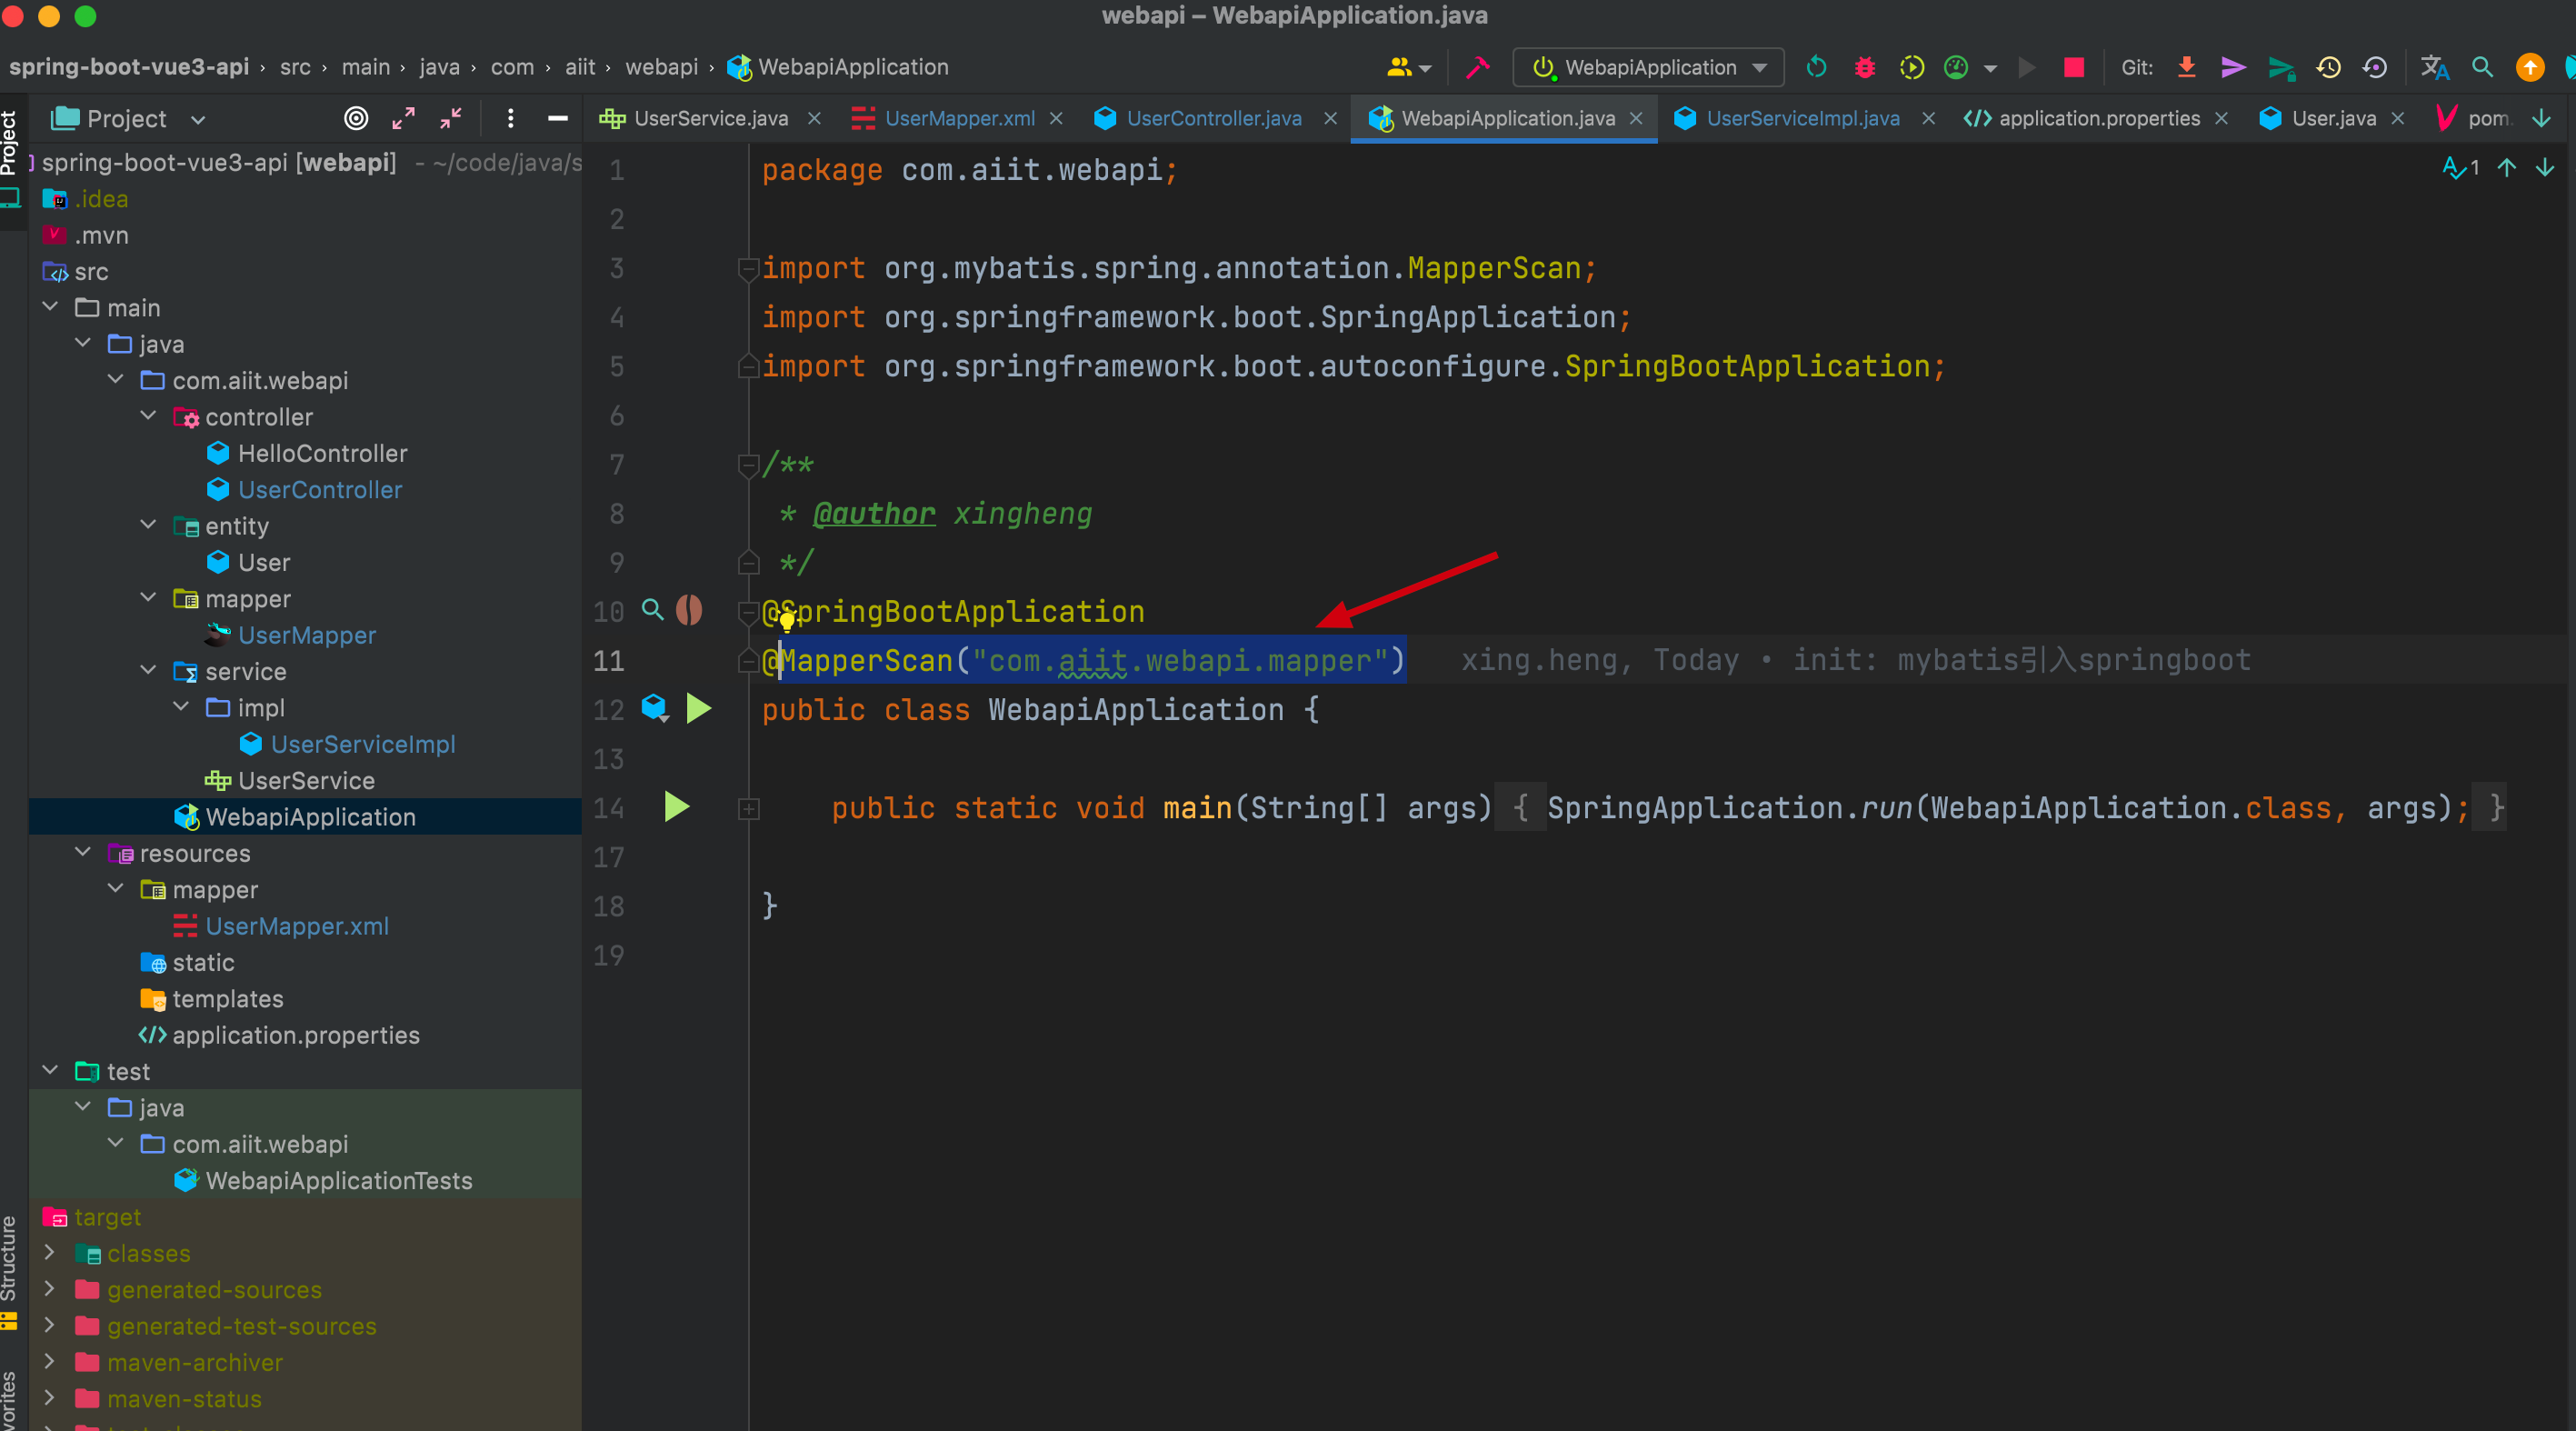 webapi – WebapiApplication.java
spring-boot-vue3-api › src › main › java › com › aiit › webapi › WebapiApplication
WebapiApplication
Git:
Project
Project
UserService.java
UserMapper.xml
UserController.java
WebapiApplication.java
UserServiceImpl.java
application.properties
User.java
pom.
spring-boot-vue3-api [webapi] - ~/code/java/s
.idea
.mvn
src
main
java
com.aiit.webapi
controller
HelloController
UserController
entity
User
mapper
UserMapper
service
impl
UserServiceImpl
UserService
WebapiApplication
resources
mapper
UserMapper.xml
static
templates
application.properties
test
java
com.aiit.webapi
WebapiApplicationTests
target
classes
generated-sources
generated-test-sources
maven-archiver
maven-status
Structure
1
1 package com.aiit.webapi;
2
3 import org.mybatis.spring.annotation.MapperScan;
4 import org.springframework.boot.SpringApplication;
5 import org.springframework.boot.autoconfigure.SpringBootApplication;
6
7 /**
8 * @author xingheng
9 */
10 @SpringBootApplication
11 @MapperScan("com.aiit.webapi.mapper") xing.heng, Today • init: mybatis引入springboot
12 public class WebapiApplication {
13
14 public static void main(String[] args) { SpringApplication.run(WebapiApplication.class, args); }
17
18 }
19